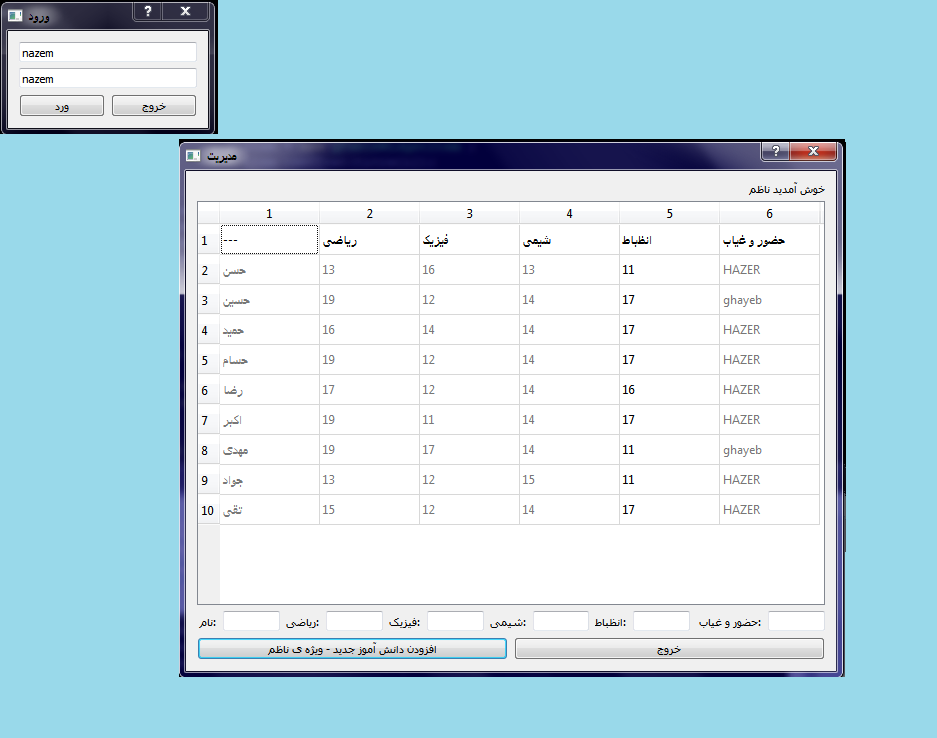 ورود
nazem
nazem
ورد خروج
مدیریت
خوش آمدید ناظم
1 2 3 4 5 6
1 --- ریاضی فیزیک شیمی انظباط حضور و غیاب
2 حسن 13 16 13 11 HAZER
3 حسین 19 12 14 17 ghayeb
4 حمید 16 14 14 17 HAZER
5 حسام 19 12 14 17 HAZER
6 رضا 17 12 14 16 HAZER
7 اکبر 19 11 14 17 HAZER
8 مهدی 19 17 14 11 ghayeb
9 جواد 13 12 15 11 HAZER
10 تقی 15 12 14 17 HAZER
نام: ریاضی: فیزیک: شیمی: انظباط: حضور و غیاب:
افزودن دانش آموز جدید - ویژه ی ناظم خروج